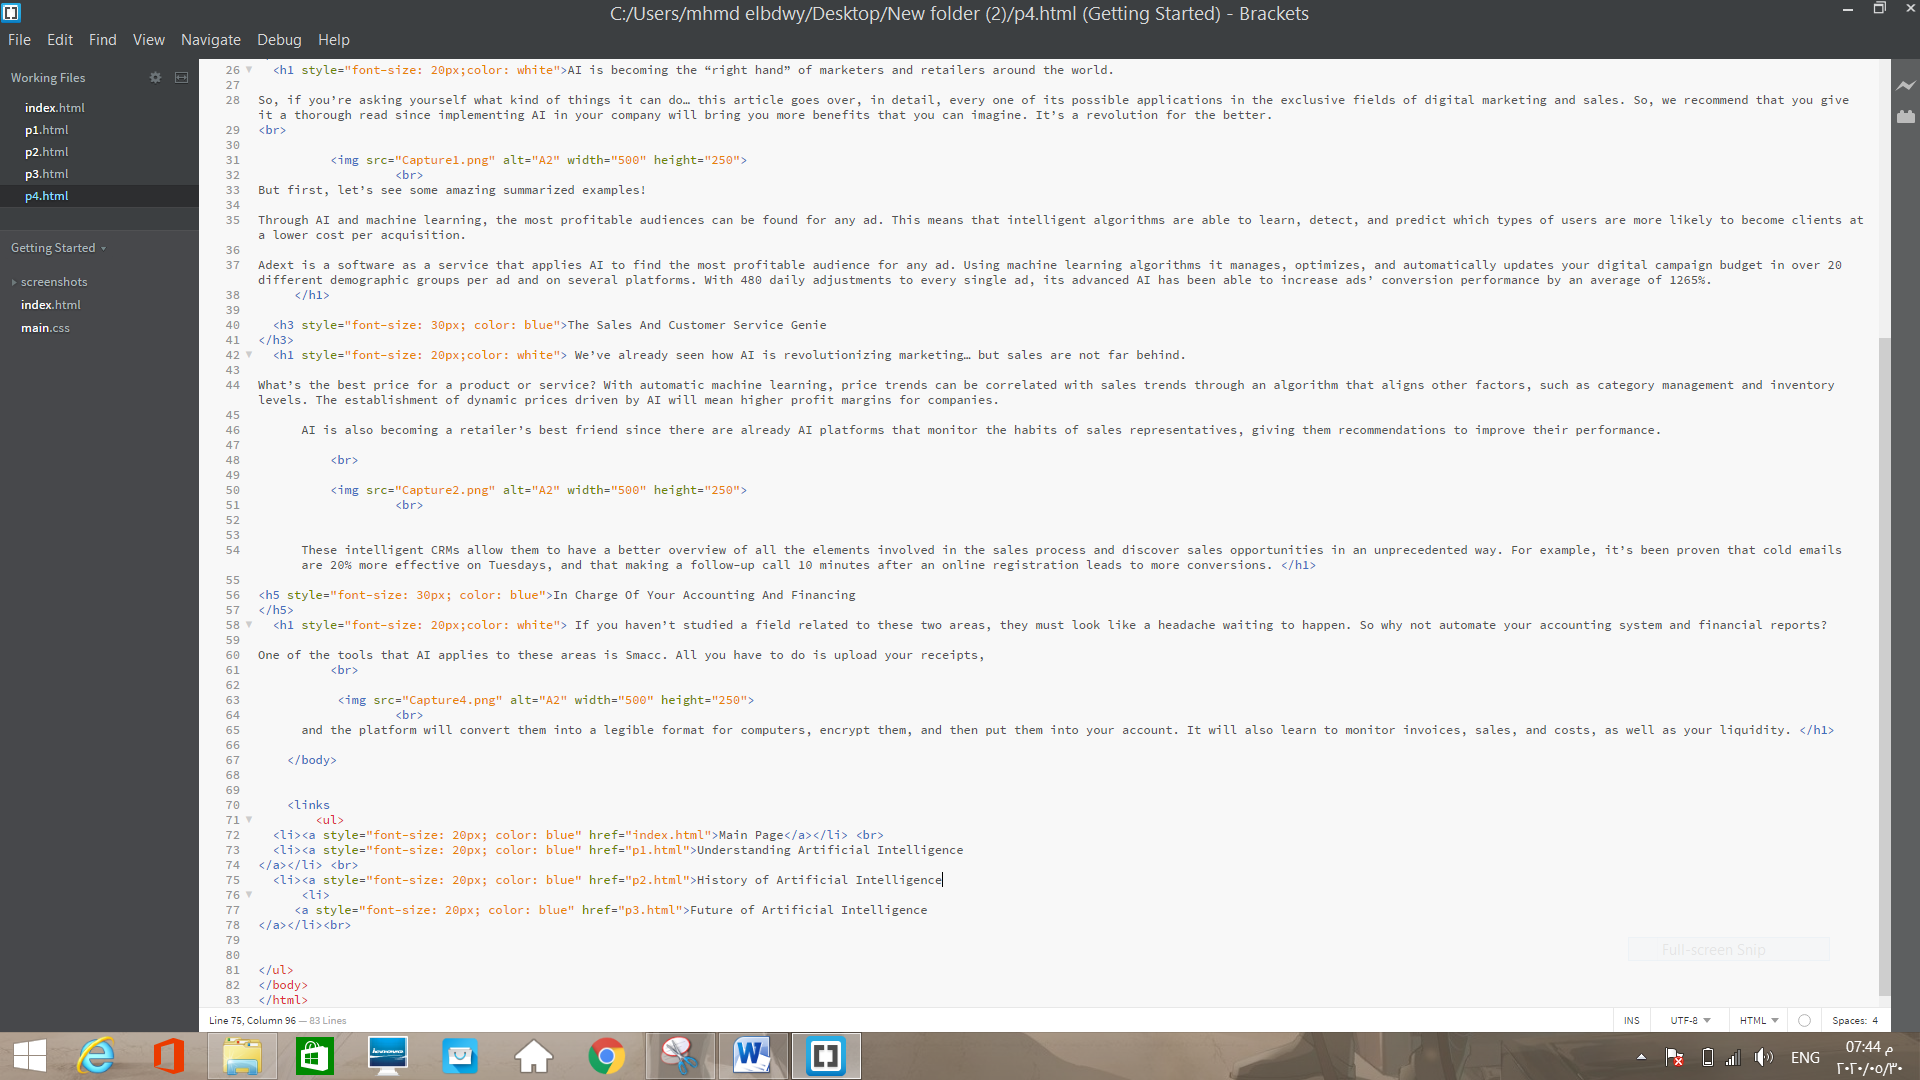 C:/Users/mhmd elbdwy/Desktop/New folder (2)/p4.html (Getting Started) - Brackets
File Edit Find View Navigate Debug Help
Working Files
index.html
p1.html
p2.html
p3.html
p4.html
Getting Started
screenshots
index.html
main.css
26 <h1 style="font-size: 20px;color: white">AI is becoming the “right hand” of marketers and retailers around the world.
27
28 So, if you’re asking yourself what kind of things it can do… this article goes over, in detail, every one of its possible applications in the exclusive fields of digital marketing and sales. So, we recommend that you give
it a thorough read since implementing AI in your company will bring you more benefits that you can imagine. It’s a revolution for the better.
29 <br>
30
31 <img src="Capture1.png" alt="A2" width="500" height="250">
32 <br>
33 But first, let’s see some amazing summarized examples!
34
35 Through AI and machine learning, the most profitable audiences can be found for any ad. This means that intelligent algorithms are able to learn, detect, and predict which types of users are more likely to become clients at
a lower cost per acquisition.
36
37 Adext is a software as a service that applies AI to find the most profitable audience for any ad. Using machine learning algorithms it manages, optimizes, and automatically updates your digital campaign budget in over 20
different demographic groups per ad and on several platforms. With 480 daily adjustments to every single ad, its advanced AI has been able to increase ads’ conversion performance by an average of 1265%.
38 </h1>
39
40 <h3 style="font-size: 30px; color: blue">The Sales And Customer Service Genie
41 </h3>
42 <h1 style="font-size: 20px;color: white"> We’ve already seen how AI is revolutionizing marketing… but sales are not far behind.
43
44 What’s the best price for a product or service? With automatic machine learning, price trends can be correlated with sales trends through an algorithm that aligns other factors, such as category management and inventory
levels. The establishment of dynamic prices driven by AI will mean higher profit margins for companies.
45
46 AI is also becoming a retailer’s best friend since there are already AI platforms that monitor the habits of sales representatives, giving them recommendations to improve their performance.
47
48 <br>
49
50 <img src="Capture2.png" alt="A2" width="500" height="250">
51 <br>
52
53
54 These intelligent CRMs allow them to have a better overview of all the elements involved in the sales process and discover sales opportunities in an unprecedented way. For example, it’s been proven that cold emails
are 20% more effective on Tuesdays, and that making a follow-up call 10 minutes after an online registration leads to more conversions. </h1>
55
56 <h5 style="font-size: 30px; color: blue">In Charge Of Your Accounting And Financing
57 </h5>
58 <h1 style="font-size: 20px;color: white"> If you haven’t studied a field related to these two areas, they must look like a headache waiting to happen. So why not automate your accounting system and financial reports?
59
60 One of the tools that AI applies to these areas is Smacc. All you have to do is upload your receipts,
61 <br>
62
63 <img src="Capture4.png" alt="A2" width="500" height="250">
64 <br>
65 and the platform will convert them into a legible format for computers, encrypt them, and then put them into your account. It will also learn to monitor invoices, sales, and costs, as well as your liquidity. </h1>
66
67 </body>
68
69
70 <links
71 <ul>
72 <li><a style="font-size: 20px; color: blue" href="index.html">Main Page</a></li> <br>
73 <li><a style="font-size: 20px; color: blue" href="p1.html">Understanding Artificial Intelligence
74 </a></li> <br>
75 <li><a style="font-size: 20px; color: blue" href="p2.html">History of Artificial Intelligence
76 <li>
77 <a style="font-size: 20px; color: blue" href="p3.html">Future of Artificial Intelligence
78 </a></li><br>
79
80
81 </ul>
82 </body>
83 </html>
Full-screen Snip
Line 75, Column 96 — 83 Lines
INS UTF-8 HTML Spaces: 4
lenovo
ENG
07:44 م
٢٠٢٠/٠٥/٣٠